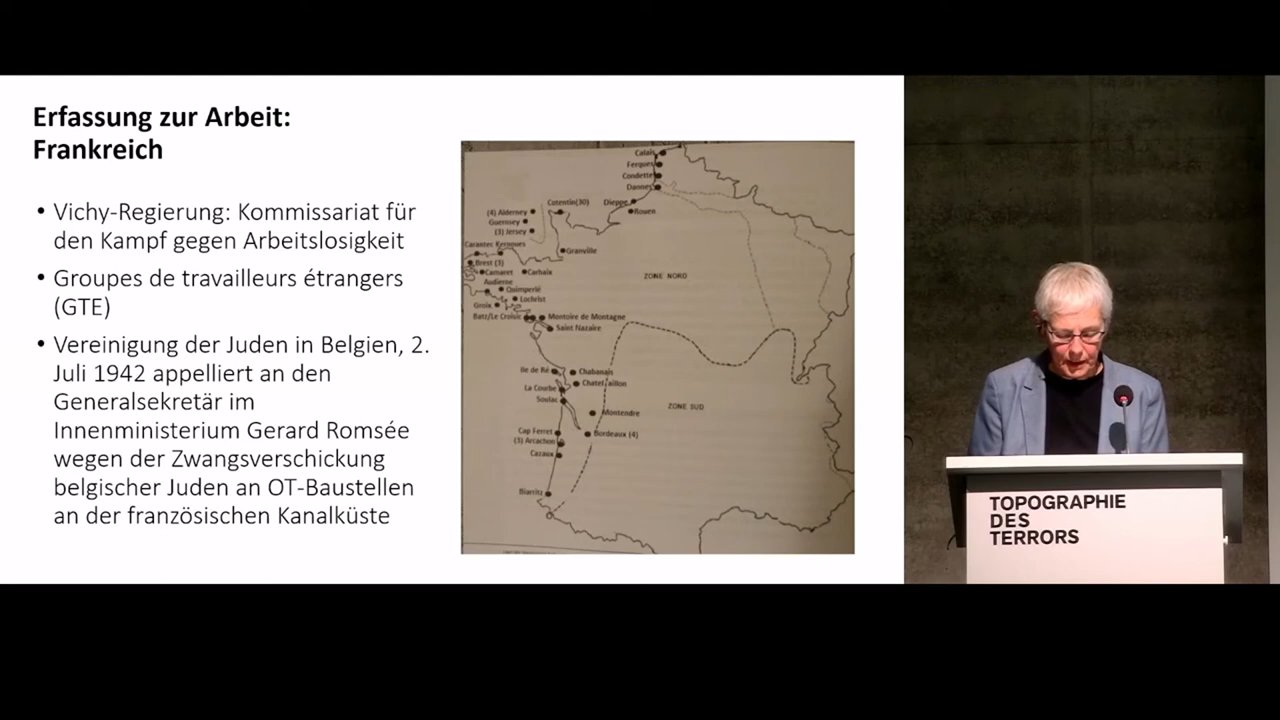 Erfassung zur Arbeit:
Frankreich
• Vichy-Regierung: Kommissariat für
den Kampf gegen Arbeitslosigkeit
• Groupes de travailleurs étrangers
(GTE)
• Vereinigung der Juden in Belgien, 2.
Juli 1942 appelliert an den
Generalsekretär im
Innenministerium Gerard Romsée
wegen der Zwangsverschickung
belgischer Juden an OT-Baustellen
an der französischen Kanalküste
Calais
Ferques
Condette
Dannes
Cotentin(30)
Dieppe
Rouen
(4) Alderney
Guernsey
(3) Jersey
Carantec
Granville
Brest (3)
Camaret
Carhaix
Audierne
Quimperlé
Lochrist
Groix
Batz/Le Croisic
Montoire de Montagne
Saint Nazaire
ZONE NORD
Ile de Ré
Chabanais
Chatelaillon
La Courbe
Soulac
ZONE SUD
Montendre
Cap Ferret
Bordeaux (4)
(3) Arcachon
Cazaux
Biarritz
TOPOGRAPHIE
DES
TERRORS